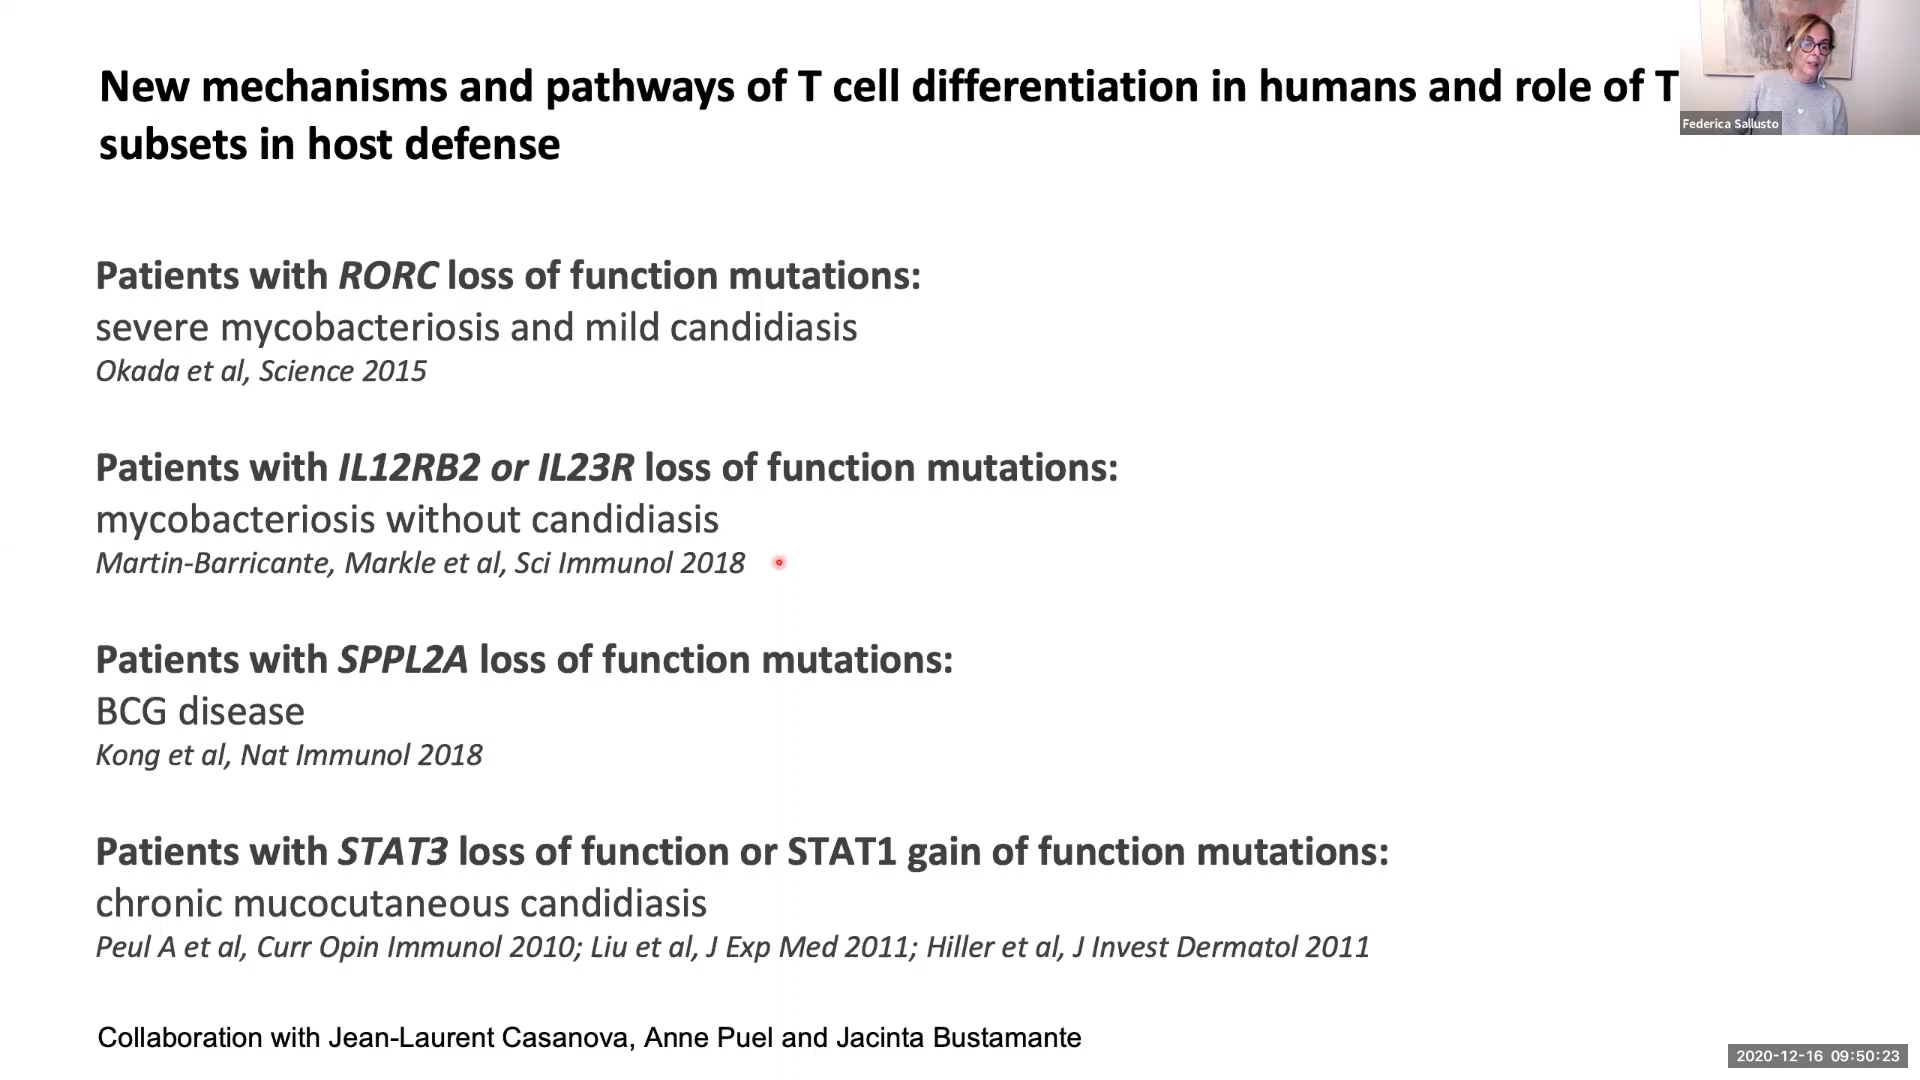 New mechanisms and pathways of T cell differentiation in humans and role of T
subsets in host defense
Federica Sallusto
Patients with RORC loss of function mutations:
severe mycobacteriosis and mild candidiasis
Okada et al, Science 2015
Patients with IL12RB2 or IL23R loss of function mutations:
mycobacteriosis without candidiasis
Martin-Barricante, Markle et al, Sci Immunol 2018
Patients with SPPL2A loss of function mutations:
BCG disease
Kong et al, Nat Immunol 2018
Patients with STAT3 loss of function or STAT1 gain of function mutations:
chronic mucocutaneous candidiasis
Peul A et al, Curr Opin Immunol 2010; Liu et al, J Exp Med 2011; Hiller et al, J Invest Dermatol 2011
Collaboration with Jean-Laurent Casanova, Anne Puel and Jacinta Bustamante
2020-12-16 09:50:23